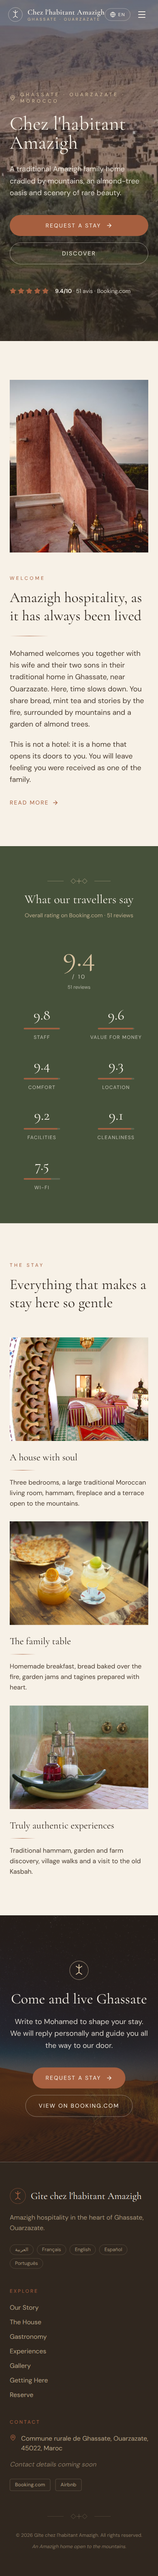 Chez l'habitant Amazigh
GHASSATE · OUARZAZATE
EN
GHASSATE · OUARZAZATE ·
MOROCCO
Chez l'habitant
Amazigh
A traditional Amazigh family home
cradled by mountains, an almond-tree
oasis and scenery of rare beauty.
REQUEST A STAY →
DISCOVER
★★★★★ 9.4/10 · 51 avis · Booking.com
WELCOME
Amazigh hospitality, as
it has always been lived
Mohamed welcomes you together with
his wife and their two sons in their
traditional home in Ghassate, near
Ouarzazate. Here, time slows down. You
share bread, mint tea and stories by the
fire, surrounded by mountains and a
garden of almond trees.
This is not a hotel: it is a home that
opens its doors to you. You will leave
feeling you were received as one of the
family.
READ MORE →
What our travellers say
Overall rating on Booking.com · 51 reviews
9.4
/ 10
51 reviews
9.8
STAFF
9.6
VALUE FOR MONEY
9.4
COMFORT
9.3
LOCATION
9.2
FACILITIES
9.1
CLEANLINESS
7.5
WI-FI
THE STAY
Everything that makes a
stay here so gentle
A house with soul
Three bedrooms, a large traditional Moroccan
living room, hammam, fireplace and a terrace
open to the mountains.
The family table
Homemade breakfast, bread baked over the
fire, garden jams and tagines prepared with
heart.
Truly authentic experiences
Traditional hammam, garden and farm
discovery, village walks and a visit to the old
Kasbah.
Come and live Ghassate
Write to Mohamed to shape your stay.
We will reply personally and guide you all
the way to our door.
REQUEST A STAY →
VIEW ON BOOKING.COM
Gîte chez l'habitant Amazigh
Amazigh hospitality in the heart of Ghassate,
Ouarzazate.
العربية
Français
English
Español
Português
EXPLORE
Our Story
The House
Gastronomy
Experiences
Gallery
Getting Here
Reserve
CONTACT
Commune rurale de Ghassate, Ouarzazate,
45022, Maroc
Contact details coming soon
Booking.com
Airbnb
© 2026 Gîte chez l'habitant Amazigh. All rights reserved.
An Amazigh home open to the mountains.